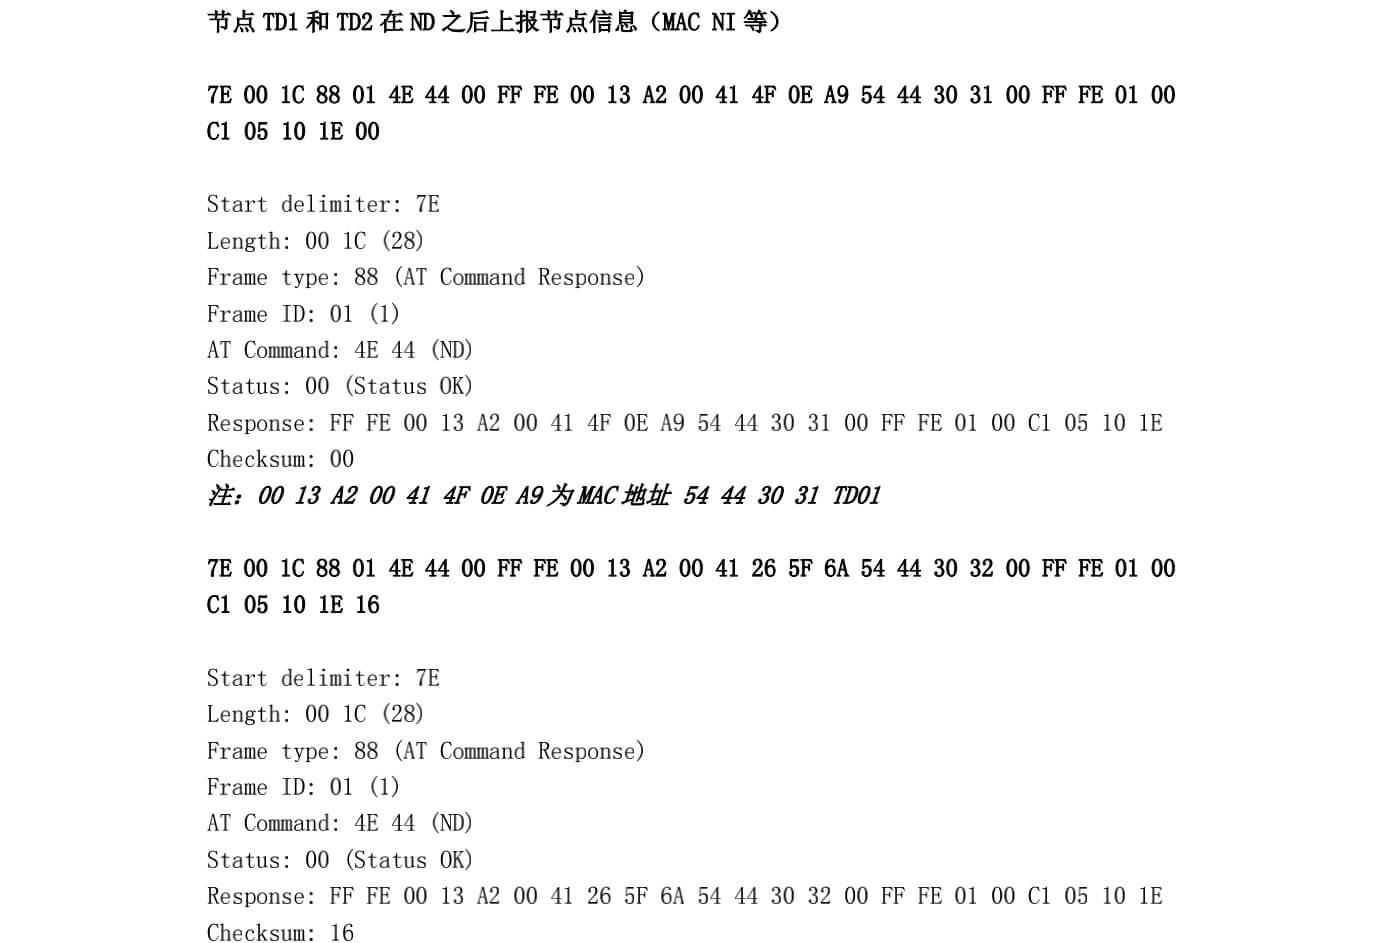 节点 TD1 和 TD2 在 ND 之后上报节点信息（MAC NI 等）
7E 00 1C 88 01 4E 44 00 FF FE 00 13 A2 00 41 4F 0E A9 54 44 30 31 00 FF FE 01 00
C1 05 10 1E 00
Start delimiter: 7E
Length: 00 1C (28)
Frame type: 88 (AT Command Response)
Frame ID: 01 (1)
AT Command: 4E 44 (ND)
Status: 00 (Status OK)
Response: FF FE 00 13 A2 00 41 4F 0E A9 54 44 30 31 00 FF FE 01 00 C1 05 10 1E
Checksum: 00
注：00 13 A2 00 41 4F 0E A9 为 MAC 地址 54 44 30 31 TD01
7E 00 1C 88 01 4E 44 00 FF FE 00 13 A2 00 41 26 5F 6A 54 44 30 32 00 FF FE 01 00
C1 05 10 1E 16
Start delimiter: 7E
Length: 00 1C (28)
Frame type: 88 (AT Command Response)
Frame ID: 01 (1)
AT Command: 4E 44 (ND)
Status: 00 (Status OK)
Response: FF FE 00 13 A2 00 41 26 5F 6A 54 44 30 32 00 FF FE 01 00 C1 05 10 1E
Checksum: 16